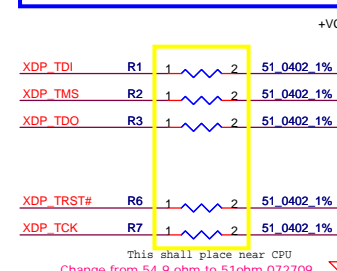 +VC
XDP_TDI R1 1 2 51_0402_1%
XDP_TMS R2 1 2 51_0402_1%
XDP_TDO R3 1 2 51_0402_1%
XDP_TRST# R6 1 2 51_0402_1%
XDP_TCK R7 1 2 51_0402_1%
This shall place near CPU
Change from 54.9 ohm to 51ohm 072709